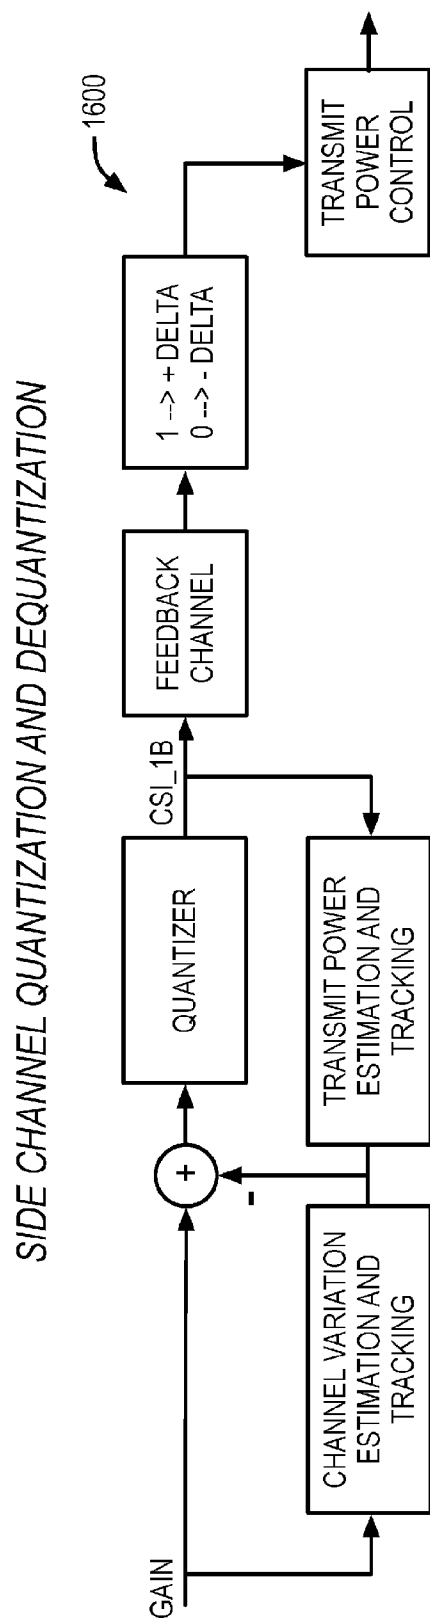 SIDE CHANNEL QUANTIZATION AND DEQUANTIZATION
1600
GAIN
+
-
QUANTIZER
CSI_1B
FEEDBACK
CHANNEL
1 --> + DELTA
0 --> - DELTA
TRANSMIT
POWER
CONTROL
CHANNEL VARIATION
ESTIMATION AND
TRACKING
TRANSMIT POWER
ESTIMATION AND
TRACKING